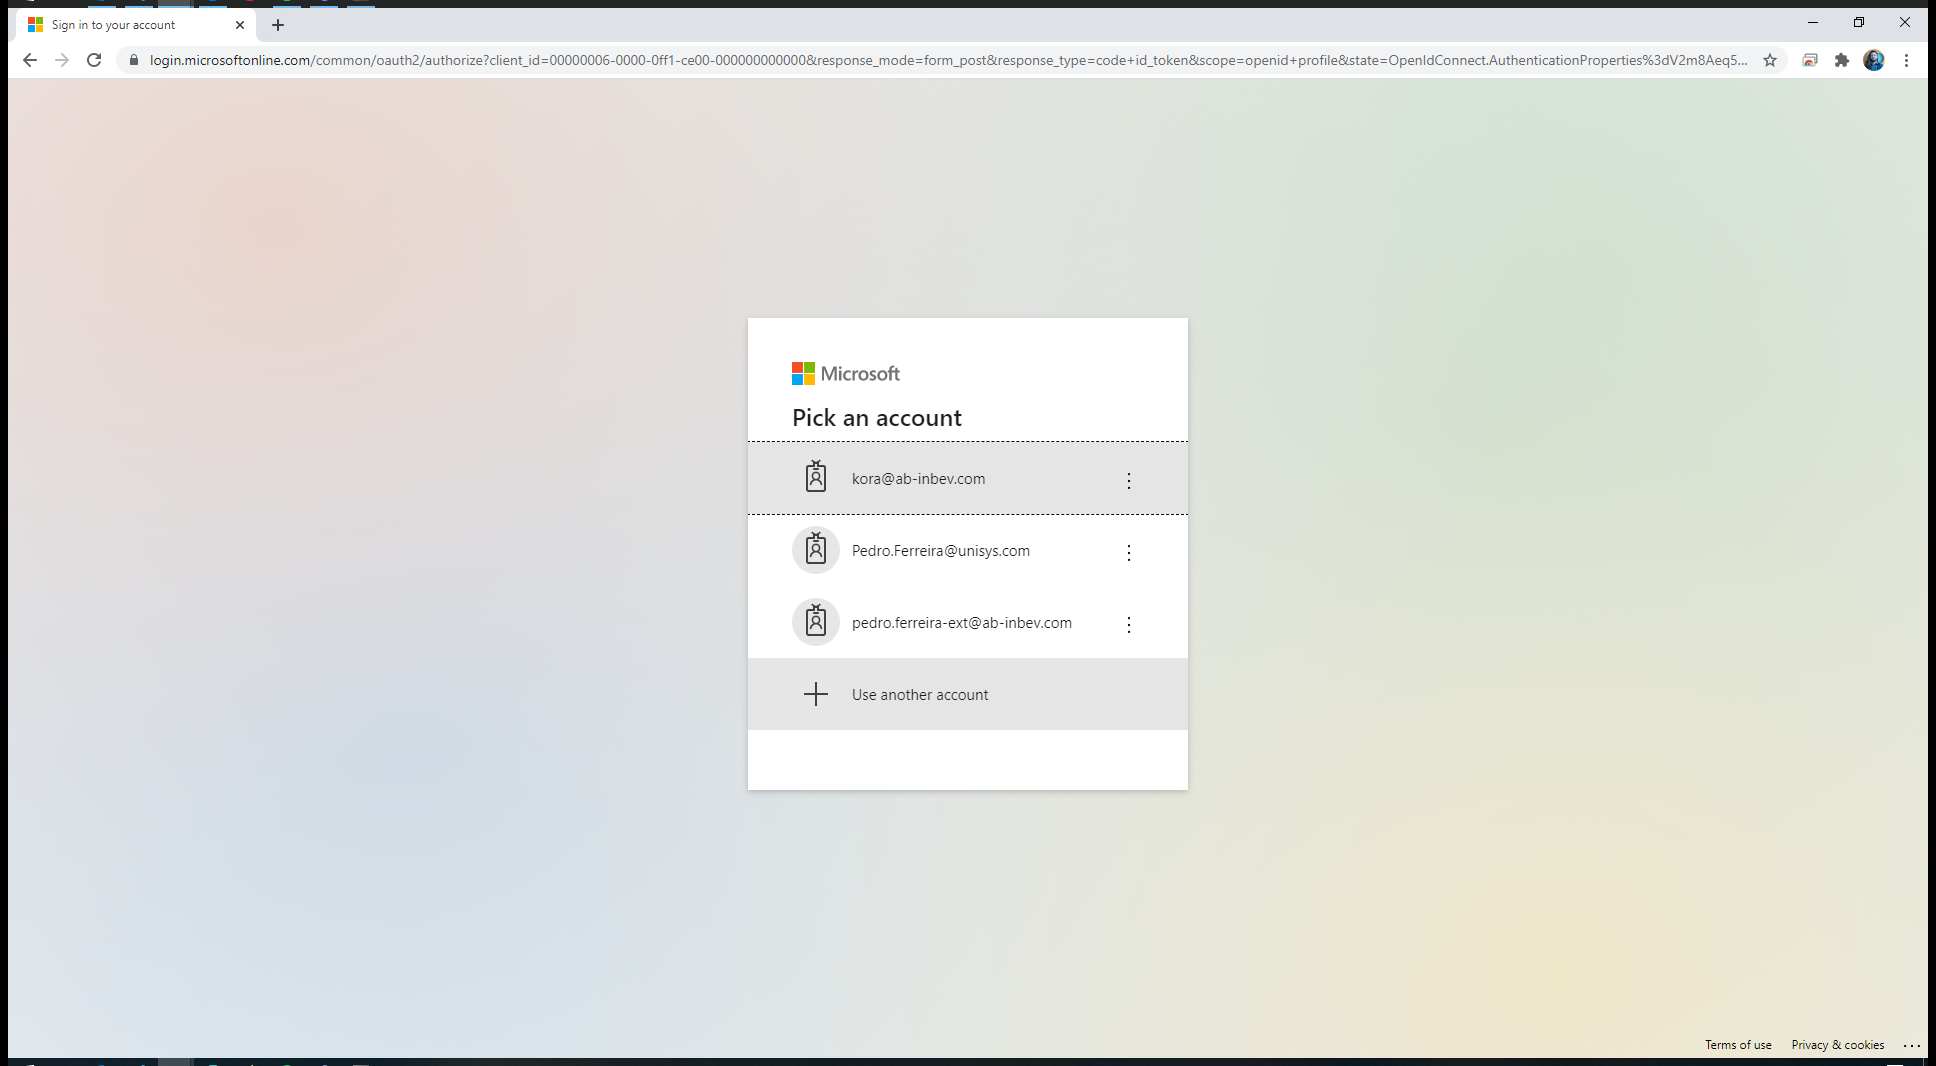 Sign in to your account
login.microsoftonline.com/common/oauth2/authorize?client_id=00000006-0000-0ff1-ce00-000000000000&response_mode=form_post&response_type=code+id_token&scope=openid+profile&state=OpenIdConnect.AuthenticationProperties%3dV2m8Aeq5...
Microsoft
Pick an account
kora@ab-inbev.com
Pedro.Ferreira@unisys.com
pedro.ferreira-ext@ab-inbev.com
Use another account
Terms of use Privacy & cookies ...